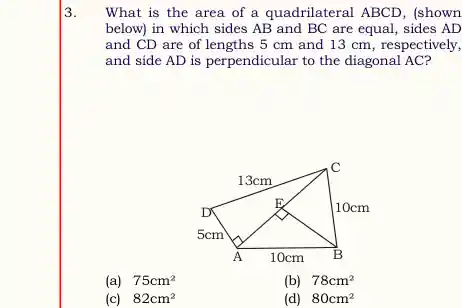 3. What is the area of a quadrilateral ABCD, (shown
below) in which sides AB and BC are equal, sides AD
and CD are of lengths 5 cm and 13 cm, respectively,
and side AD is perpendicular to the diagonal AC?
C
13cm
E
D
10cm
5cm
A 10cm B
(a) 75cm² (b) 78cm²
(c) 82cm² (d) 80cm²